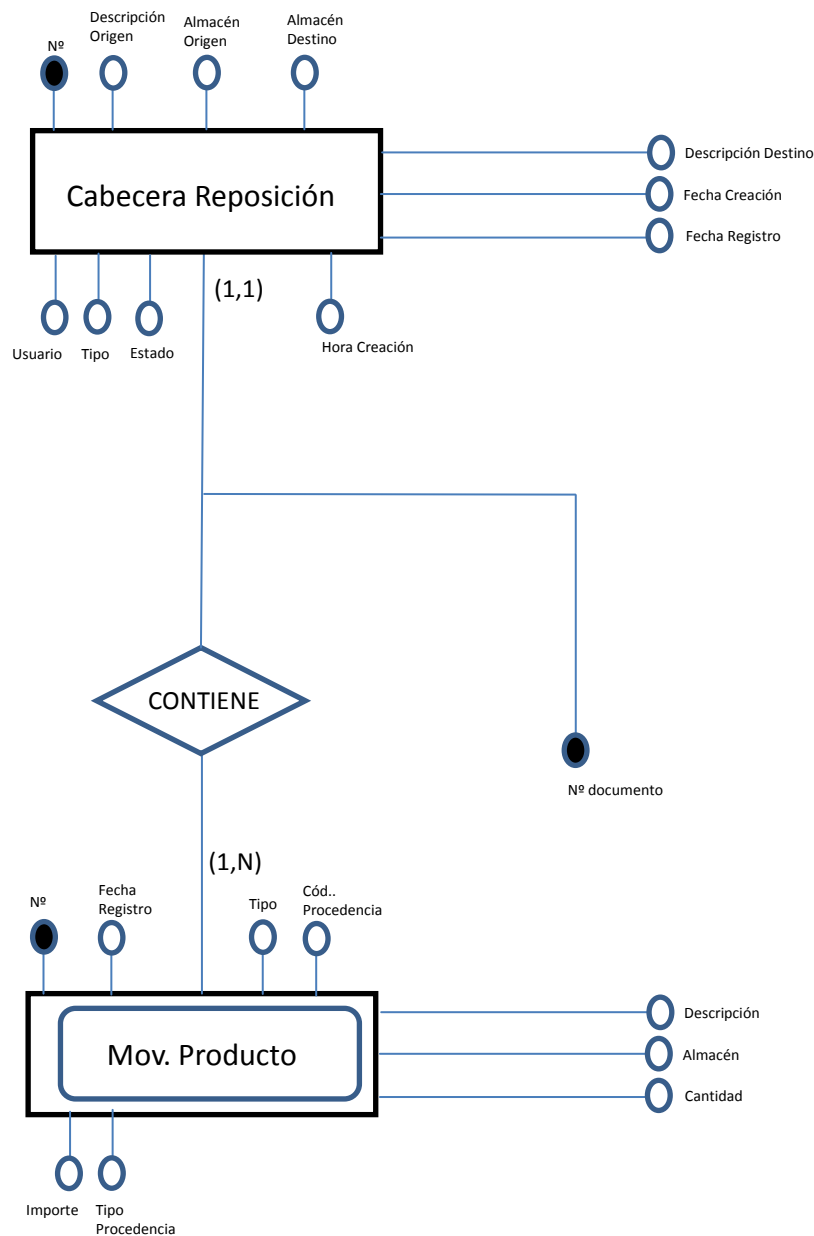 Nº
Descripción
Origen
Almacén
Origen
Almacén
Destino
Cabecera Reposición
Descripción Destino
Fecha Creación
Fecha Registro
(1,1)
Usuario
Tipo
Estado
Hora Creación
CONTIENE
Nº documento
(1,N)
Nº
Fecha
Registro
Tipo
Cód..
Procedencia
Mov. Producto
Descripción
Almacén
Cantidad
Importe
Tipo
Procedencia